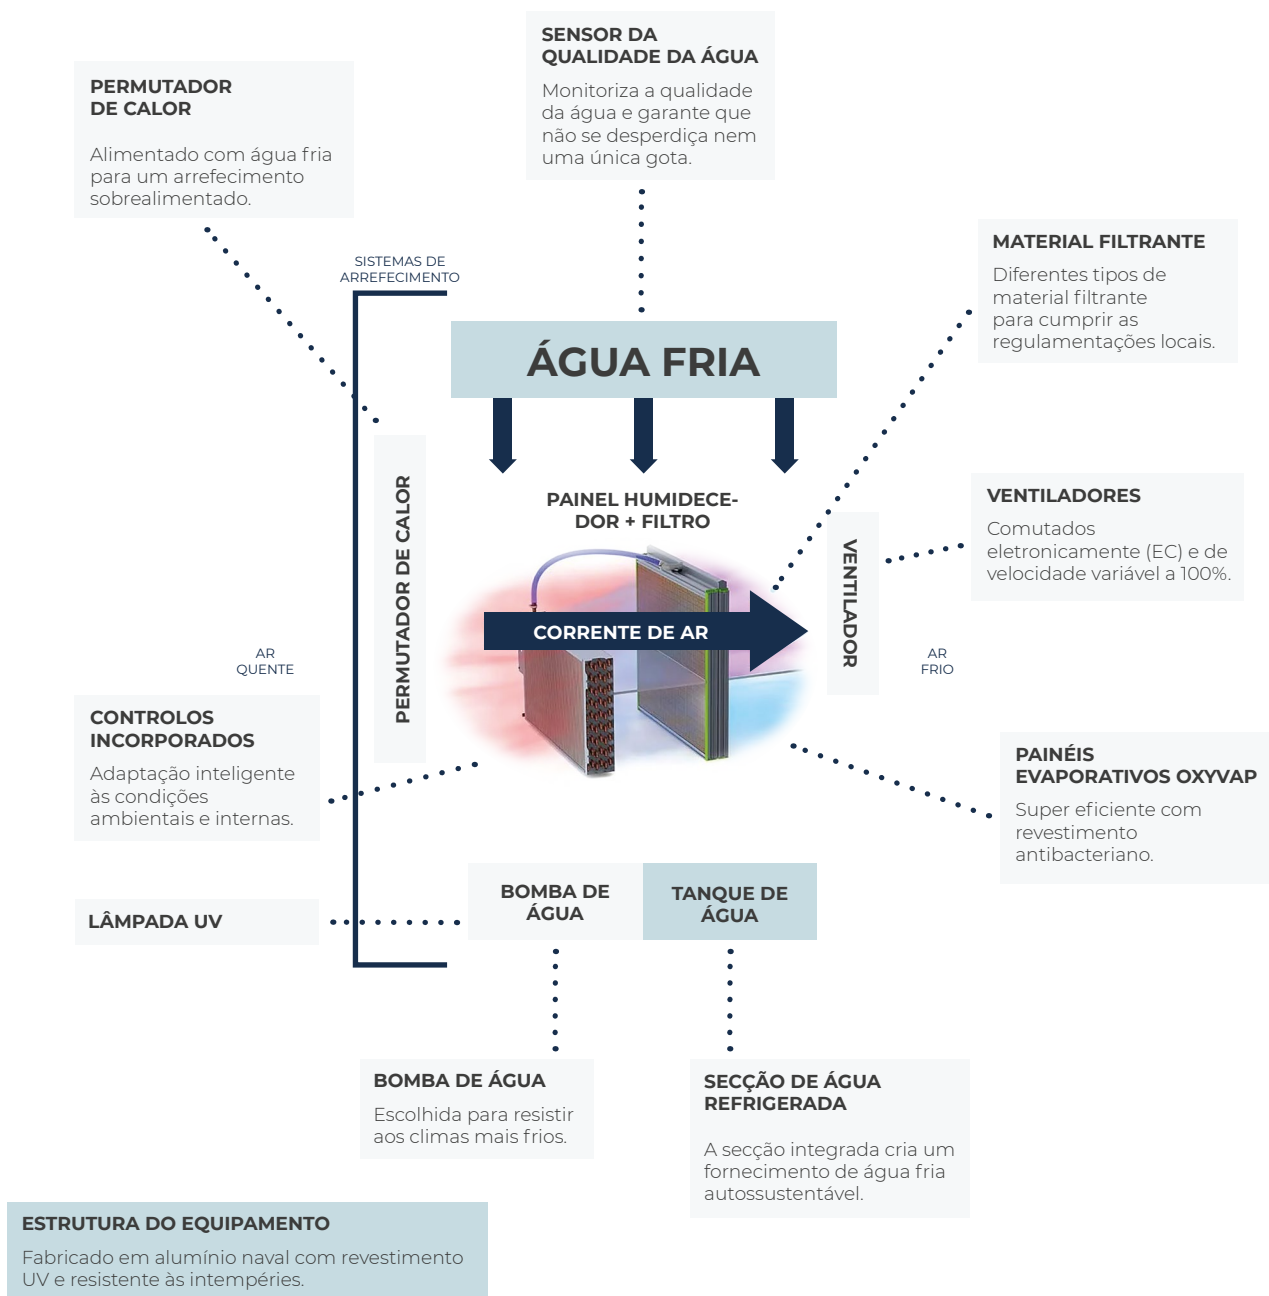 SENSOR DA
QUALIDADE DA ÁGUA
Monitoriza a qualidade
da água e garante que
não se desperdiça nem
uma única gota.
PERMUTADOR
DE CALOR
Alimentado com água fria
para um arrefecimento
sobrealimentado.
MATERIAL FILTRANTE
Diferentes tipos de
material filtrante
para cumprir as
regulamentações locais.
SISTEMAS DE
ARREFECIMENTO
ÁGUA FRIA
PERMUTADOR DE CALOR
PAINEL HUMIDECE-
DOR + FILTRO
CORRENTE DE AR
VENTILADOR
VENTILADORES
Comutados
eletronicamente (EC) e de
velocidade variável a 100%.
AR
QUENTE
AR
FRIO
CONTROLOS
INCORPORADOS
Adaptação inteligente
às condições
ambientais e internas.
PAINÉIS
EVAPORATIVOS OXYVAP
Super eficiente com
revestimento
antibacteriano.
LÂMPADA UV
BOMBA DE
ÁGUA
TANQUE DE
ÁGUA
BOMBA DE ÁGUA
Escolhida para resistir
aos climas mais frios.
SECÇÃO DE ÁGUA
REFRIGERADA
A secção integrada cria um
fornecimento de água fria
autossustentável.
ESTRUTURA DO EQUIPAMENTO
Fabricado em alumínio naval com revestimento
UV e resistente às intempéries.